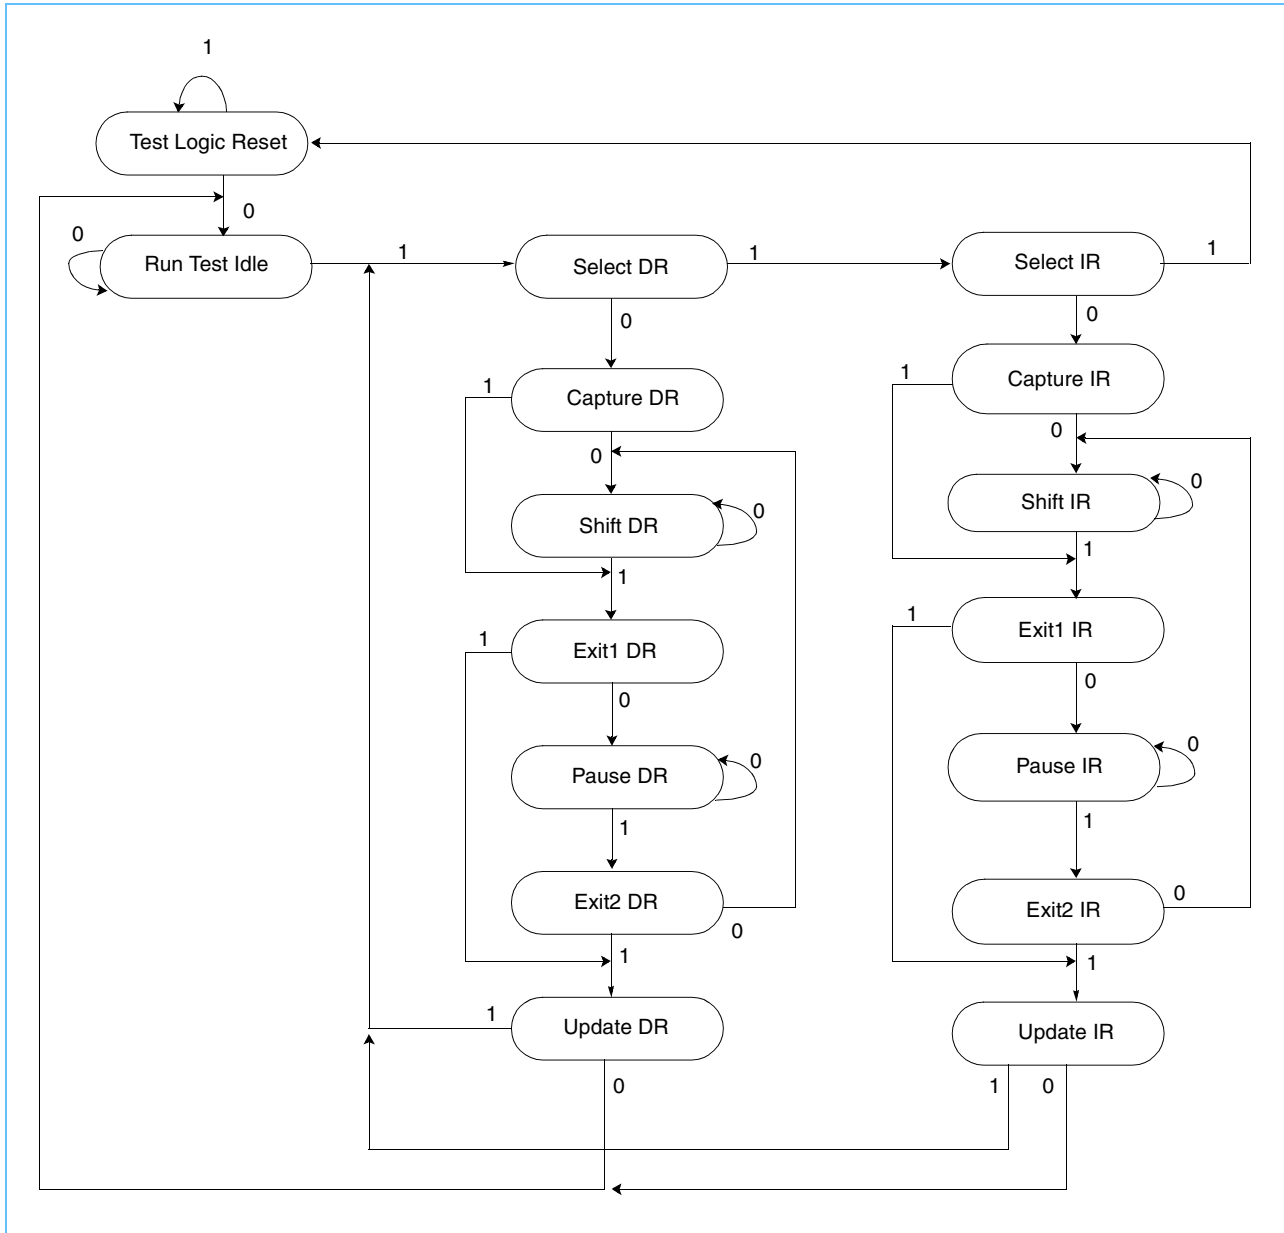 1
Test Logic Reset
0
0
Run Test Idle
1
Select DR
1
Select IR
1
0
0
1
Capture DR
1
Capture IR
0
0
Shift DR
0
Shift IR
0
1
1
1
Exit1 DR
1
Exit1 IR
0
0
Pause DR
0
Pause IR
0
1
1
Exit2 DR
0
Exit2 IR
0
1
1
1
Update DR
Update IR
0
1
0